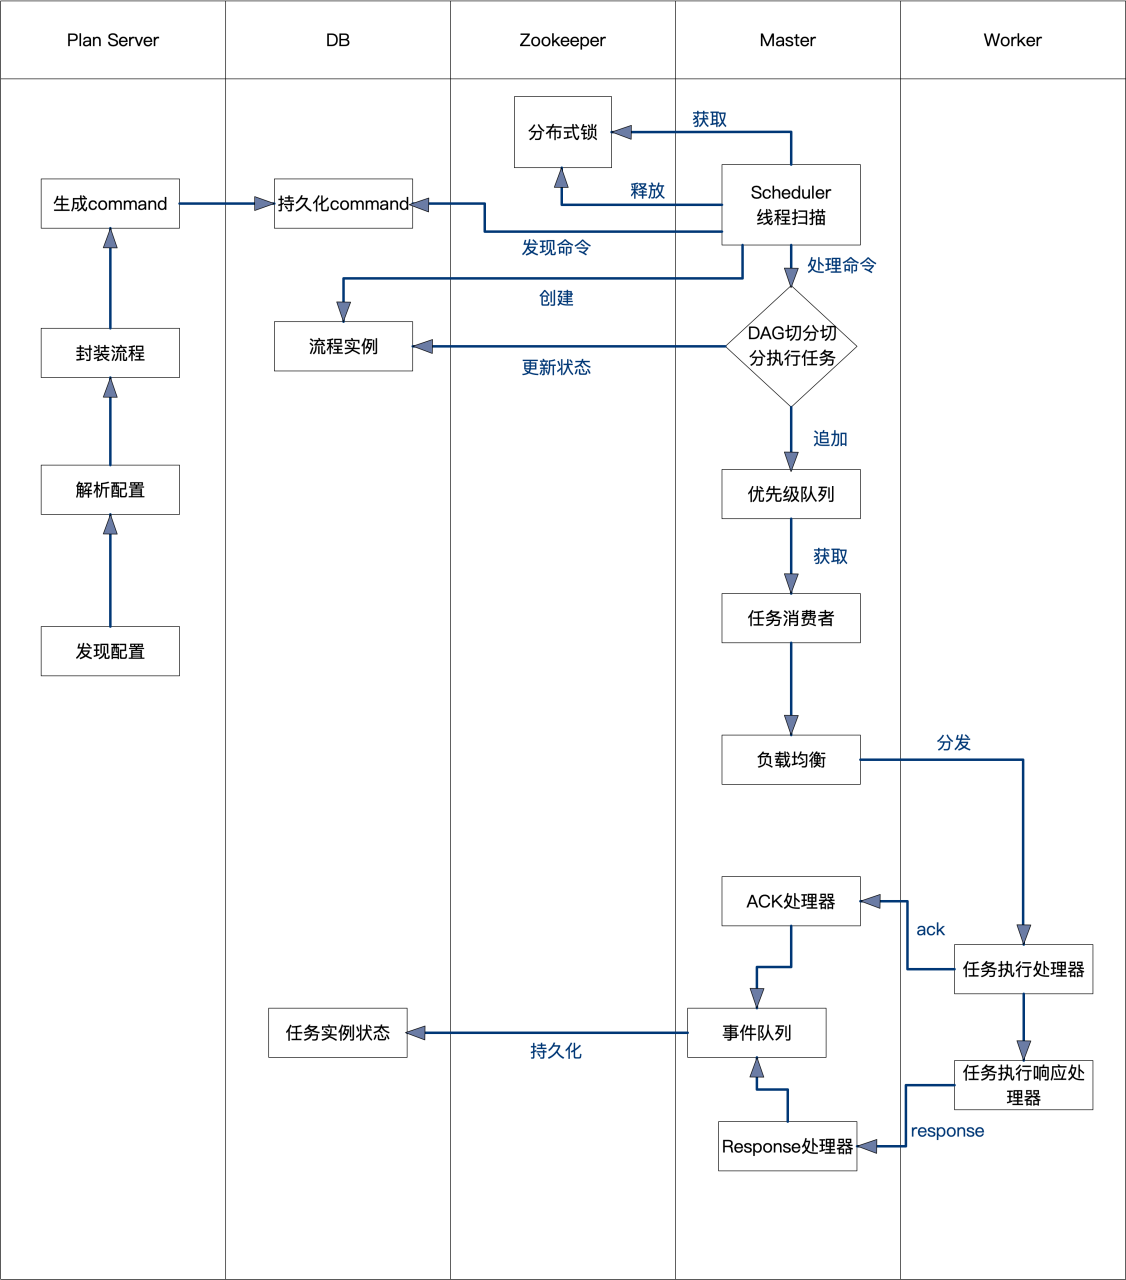 Plan Server
DB
Zookeeper
Master
Worker
获取
分布式锁
释放
Scheduler
线程扫描
生成command
持久化command
发现命令
处理命令
创建
DAG切分切
分执行任务
封装流程
流程实例
更新状态
追加
解析配置
优先级队列
获取
任务消费者
发现配置
负载均衡
分发
ACK处理器
ack
任务执行处理器
任务实例状态
持久化
事件队列
任务执行响应处
理器
Response处理器
response